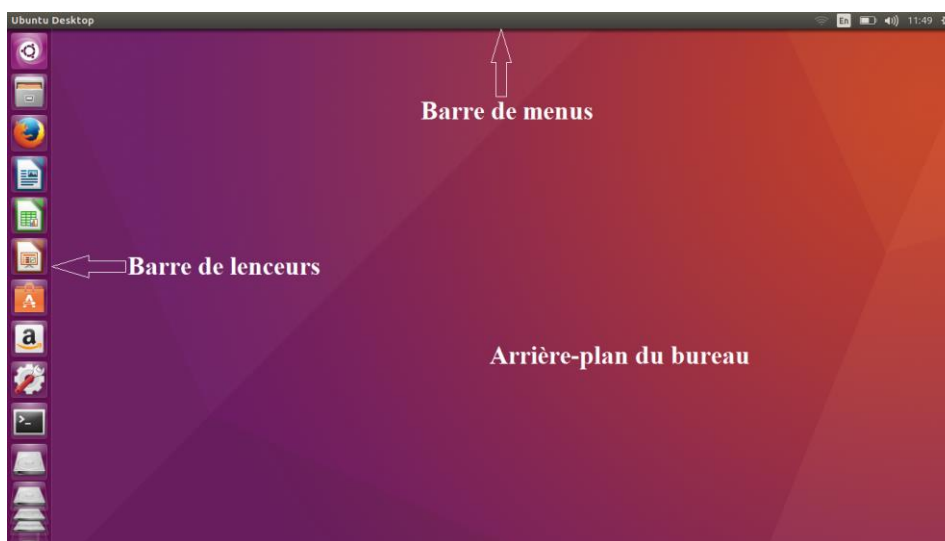 Ubuntu Desktop
En
11:49
Barre de menus
Barre de lenceurs
Arrière-plan du bureau